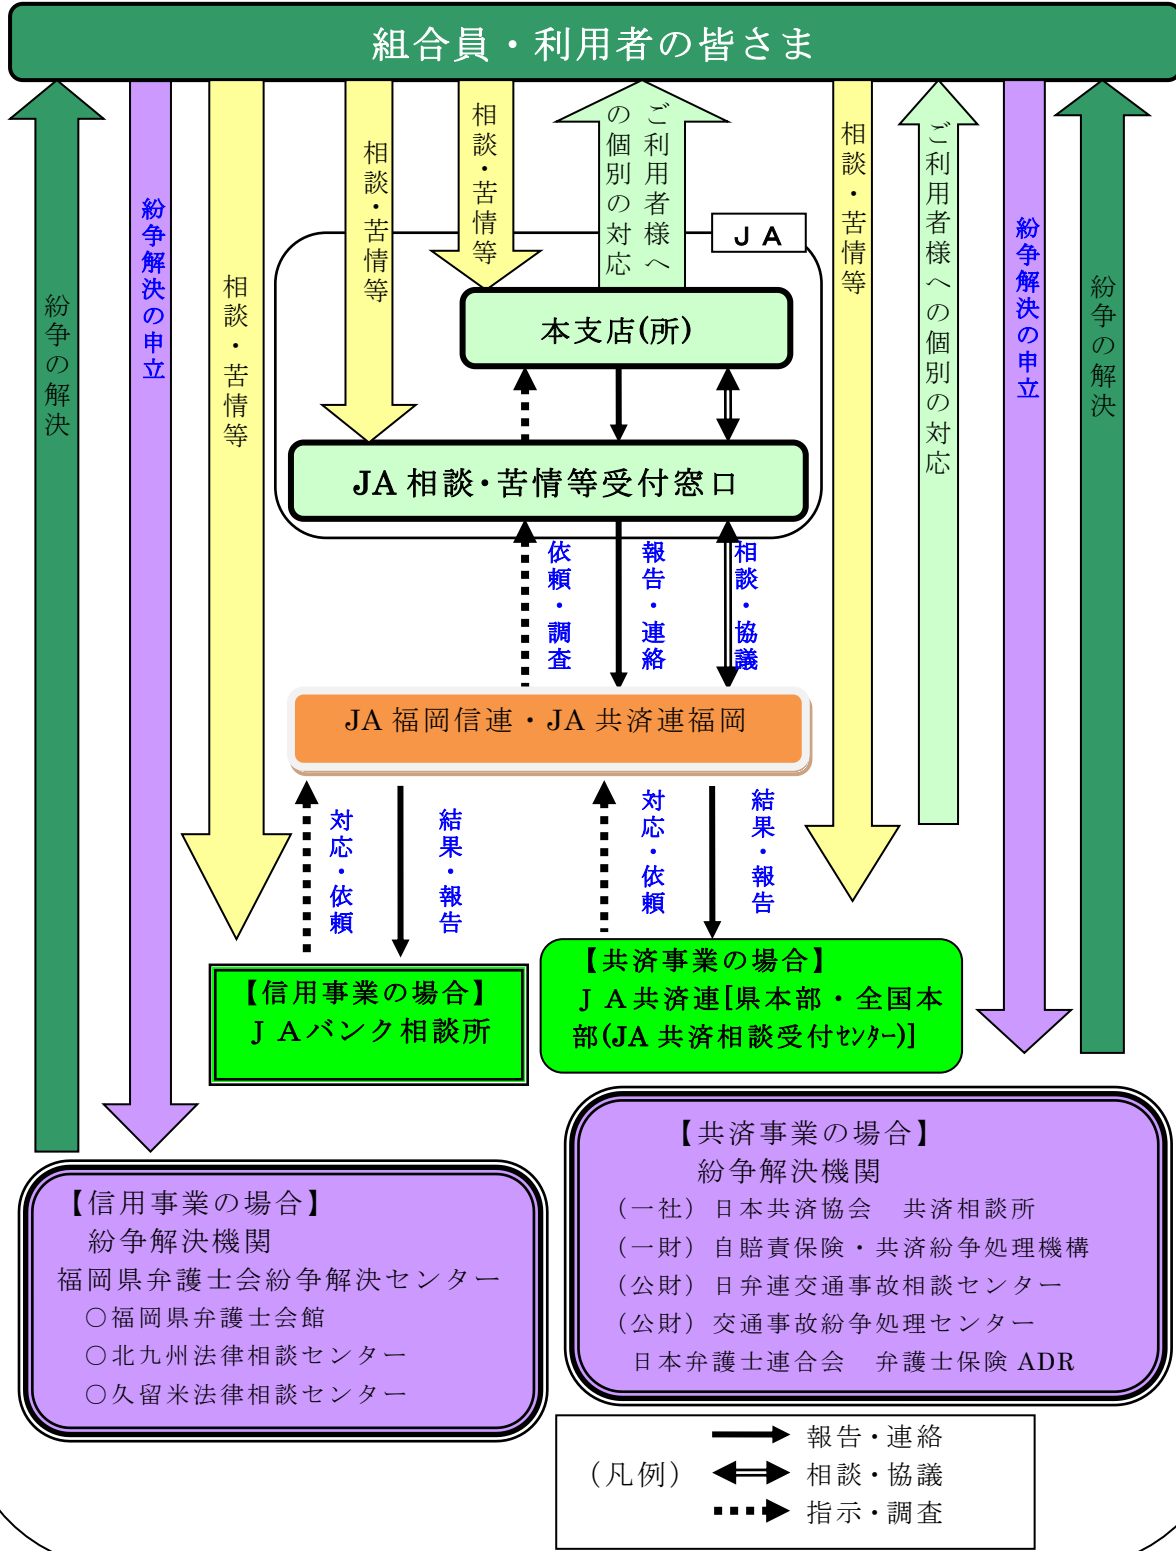 組合員・利用者の皆さま
紛争の解決
紛争解決の申立
相談・苦情等
相談・苦情等
相談・苦情等
ご利用者様へ
の個別の対応
相談・苦情等
ご利用者様への個別の対応
紛争解決の申立
紛争の解決
ＪＡ
本支店(所)
JA 相談・苦情等受付窓口
依頼・調査
報告・連絡
相談・協議
JA 福岡信連・JA 共済連福岡
対応・依頼
結果・報告
対応・依頼
結果・報告
【信用事業の場合】
ＪＡバンク相談所
【共済事業の場合】
ＪＡ共済連[県本部・全国本
部(JA 共済相談受付ｾﾝﾀｰ)]
【信用事業の場合】
紛争解決機関
福岡県弁護士会紛争解決センター
○福岡県弁護士会館
○北九州法律相談センター
○久留米法律相談センター
【共済事業の場合】
紛争解決機関
（一社）日本共済協会　共済相談所
（一財）自賠責保険・共済紛争処理機構
（公財）日弁連交通事故相談センター
（公財）交通事故紛争処理センター
日本弁護士連合会　弁護士保険 ADR
（凡例）
報告・連絡
相談・協議
指示・調査